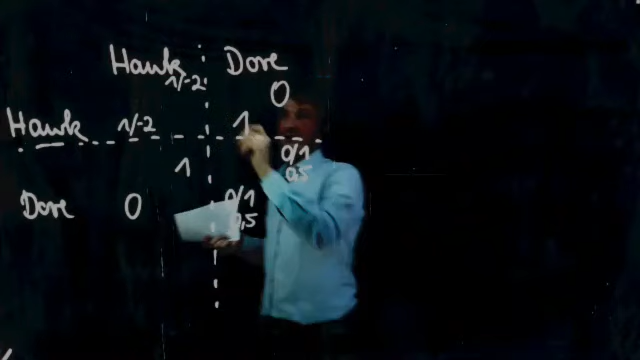 Hawk Dove
1/-2 0
Hawk 1/-2 1
1 0/1
0,5
Dove 0 0/1
0,5